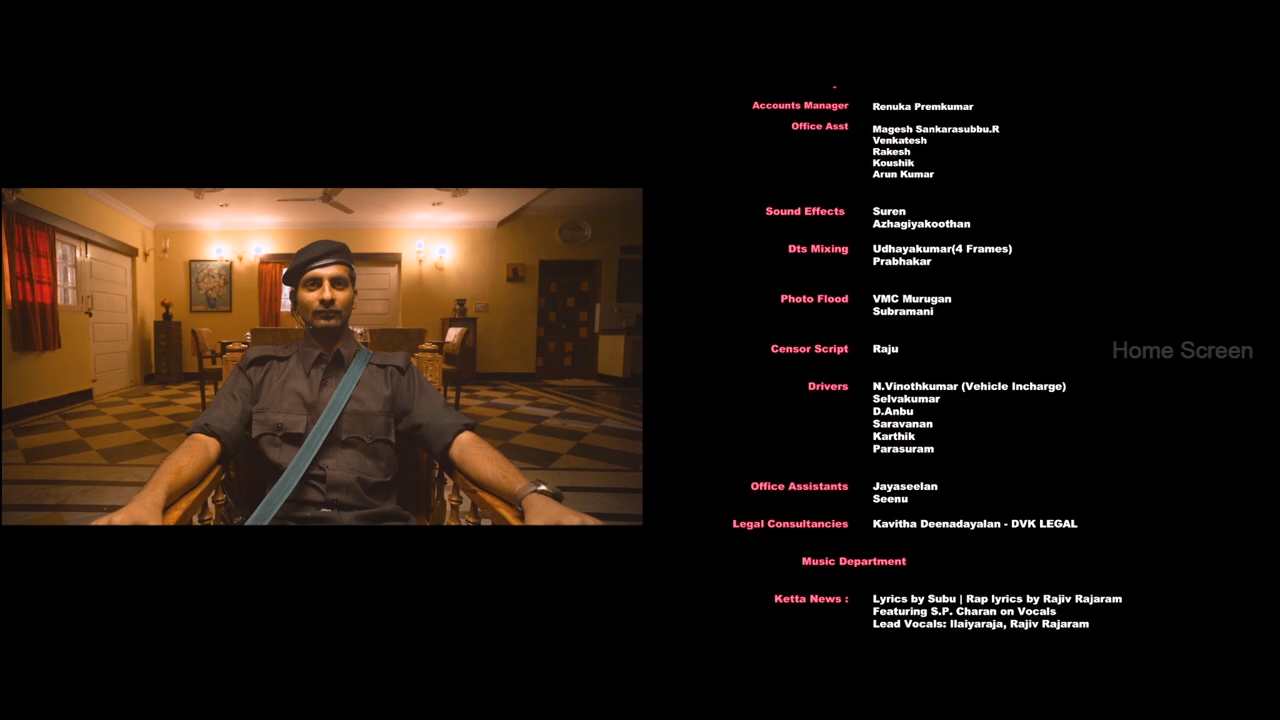 Accounts Manager Renuka Premkumar
Office Asst Magesh Sankarasubbu.R
Venkatesh
Rakesh
Koushik
Arun Kumar
Sound Effects Suren
Azhagiyakoothan
Dts Mixing Udhayakumar(4 Frames)
Prabhakar
Photo Flood VMC Murugan
Subramani
Censor Script Raju
Home Screen
Drivers N.Vinothkumar (Vehicle Incharge)
Selvakumar
D.Anbu
Saravanan
Karthik
Parasuram
Office Assistants Jayaseelan
Seenu
Legal Consultancies Kavitha Deenadayalan - DVK LEGAL
Music Department
Ketta News : Lyrics by Subu | Rap lyrics by Rajiv Rajaram
Featuring S.P. Charan on Vocals
Lead Vocals: Ilaiyaraja, Rajiv Rajaram